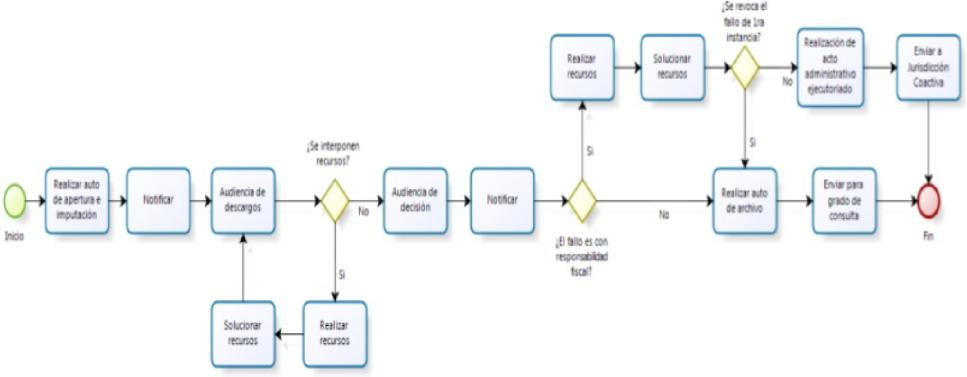 ¿Se revoca el
fallo de 1ra
instancia?
Realizar
recursos
Solucionar
recursos
No
Realización de
acto
administrativo
ejecutoriado
Enviar a
Jurisdicción
Coactiva
Si
Si
¿Se interponen
recursos?
Inicio
Realizar auto
de apertura e
imputación
Notificar
Audiencia de
descargos
No
Audiencia de
decisión
Notificar
No
Realizar auto
de archivo
Enviar para
grado de
consulta
Fin
¿El fallo es con
responsabilidad
fiscal?
Si
Solucionar
recursos
Realizar
recursos